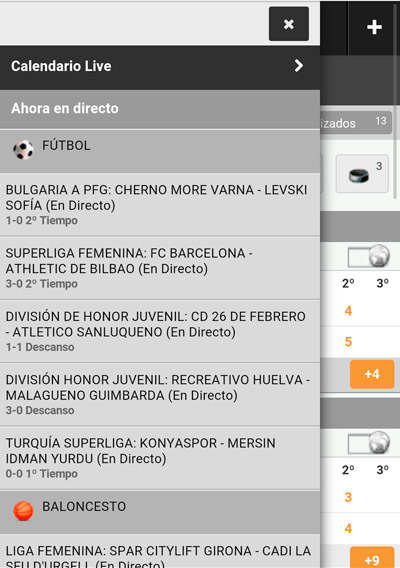 ×
+
Calendario Live
Ahora en directo
izados 13
FÚTBOL
3
BULGARIA A PFG: CHERNO MORE VARNA - LEVSKI
SOFÍA (En Directo)
1-0 2º Tiempo
SUPERLIGA FEMENINA: FC BARCELONA -
ATHLETIC DE BILBAO (En Directo)
3-0 2º Tiempo
2º 3º
DIVISIÓN DE HONOR JUVENIL: CD 26 DE FEBRERO
- ATLETICO SANLUQUENO (En Directo)
1-1 Descanso
4
5
DIVISIÓN HONOR JUVENIL: RECREATIVO HUELVA -
MALAGUENO GUIMBARDA (En Directo)
3-0 Descanso
+4
TURQUÍA SUPERLIGA: KONYASPOR - MERSIN
IDMAN YURDU (En Directo)
0-0 1º Tiempo
2º 3º
BALONCESTO
3
4
LIGA FEMENINA: SPAR CITYLIFT GIRONA - CADI LA
SEU D'URGELL (En Directo)
+9